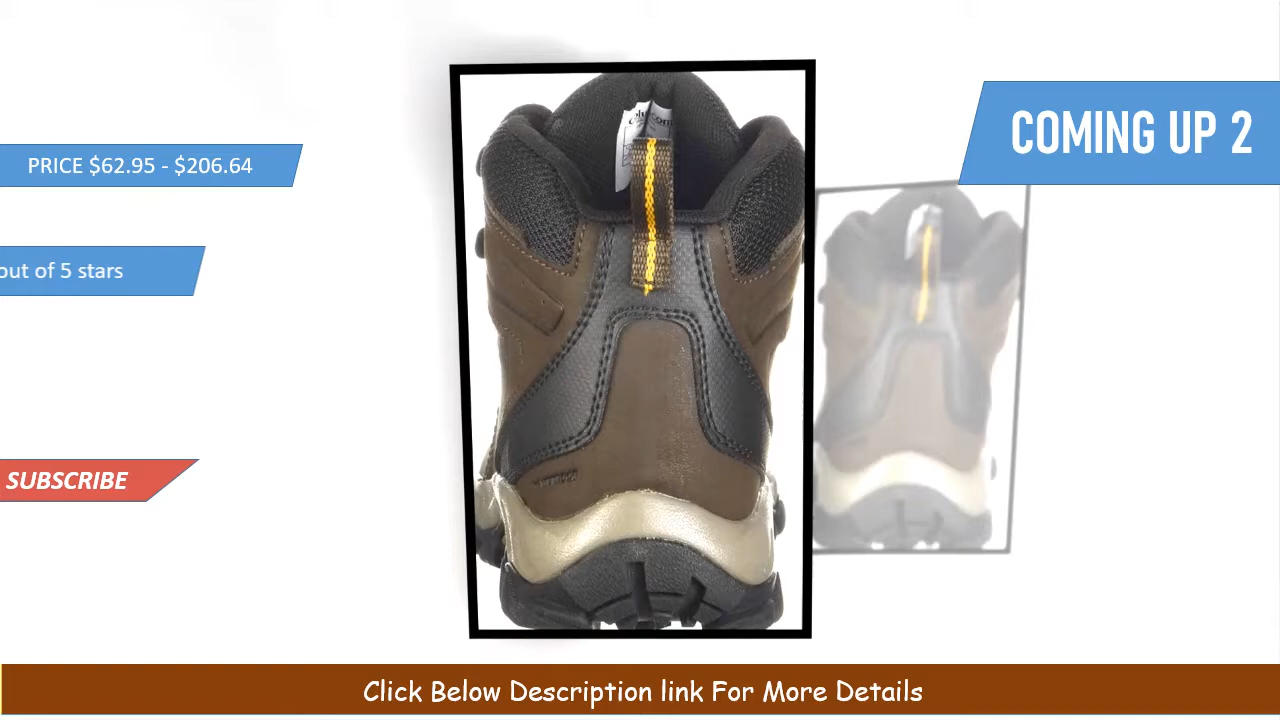 COMING UP 2
PRICE $62.95 - $206.64
out of 5 stars
SUBSCRIBE
Click Below Description link For More Details